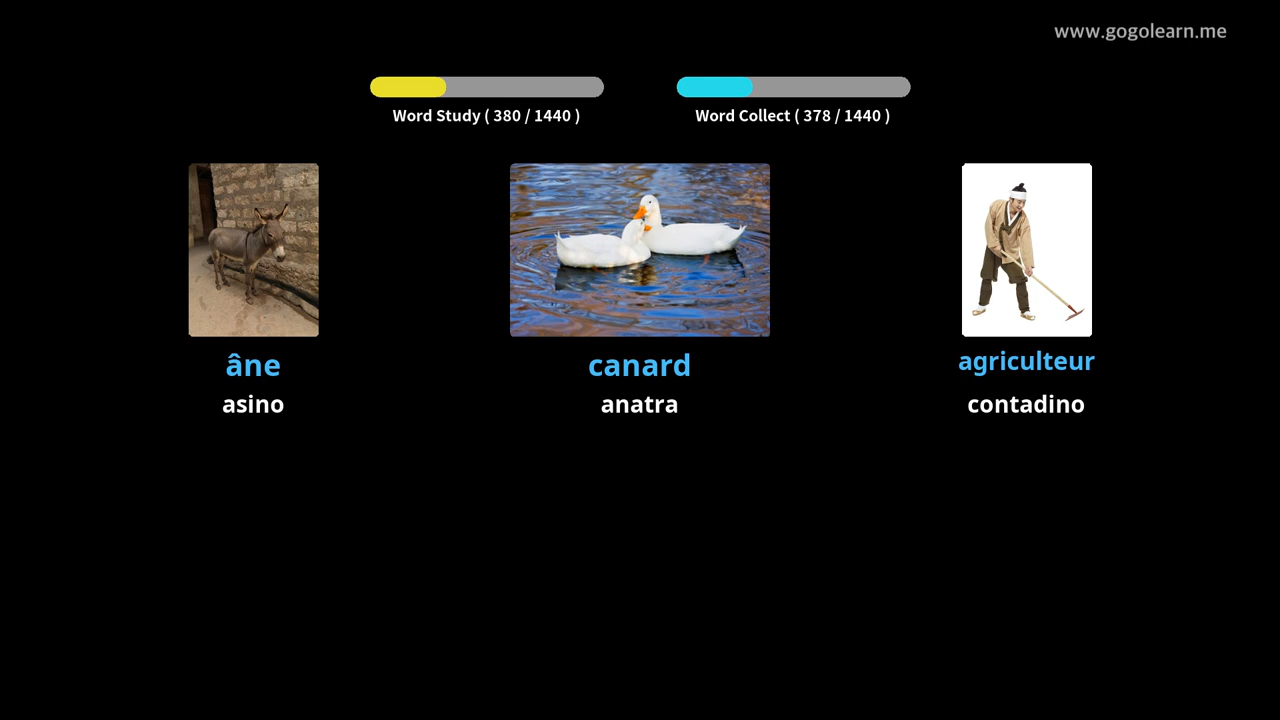 www.gogolearn.me
Word Study ( 380 / 1440 )
Word Collect ( 378 / 1440 )
âne
canard
agriculteur
asino
anatra
contadino